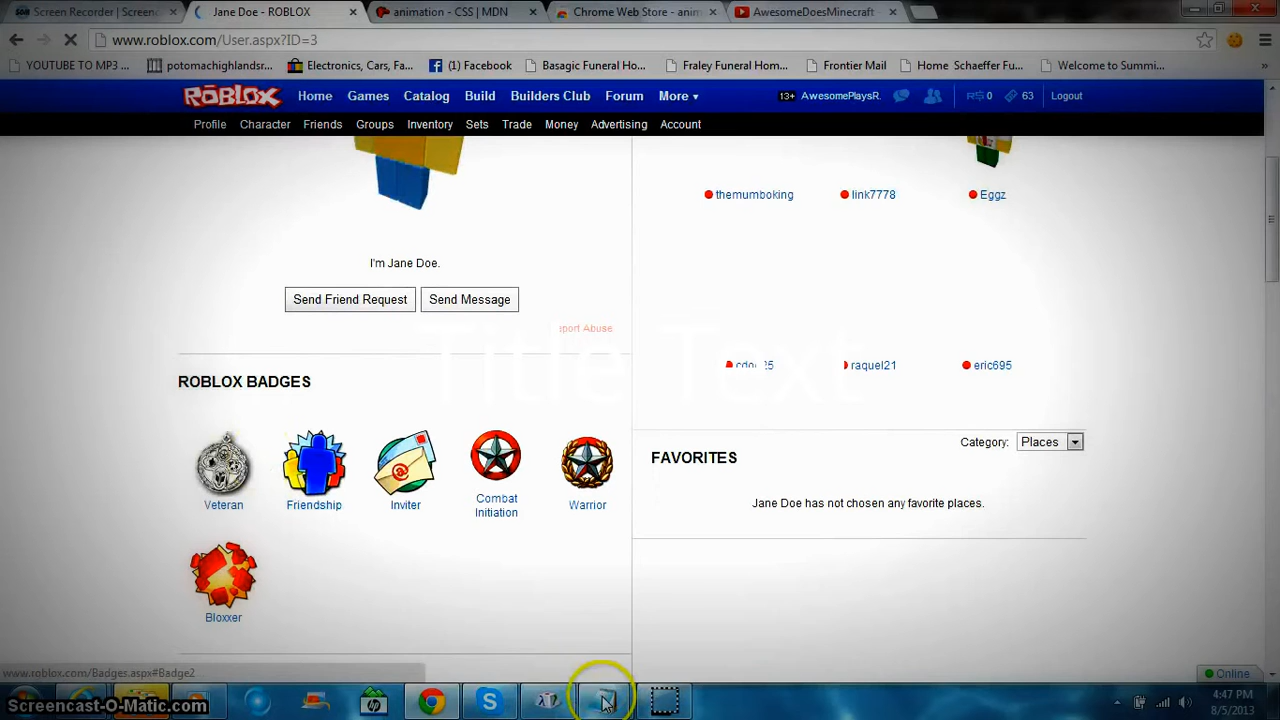 Screen Recorder | Screenc
Jane Doe - ROBLOX
animation - CSS | MDN
Chrome Web Store - anim
AwesomeDoesMinecraft
www.roblox.com/User.aspx?ID=3
YOUTUBE TO MP3 ...
potomachighlandsr...
Electronics, Cars, Fa...
(1) Facebook
Basagic Funeral Ho...
Fraley Funeral Hom...
Frontier Mail
Home Schaeffer Fu...
Welcome to Summi...
»
ROBLOX
Home
Games
Catalog
Build
Builders Club
Forum
More
13+
AwesomePlaysR.
R$ 0
63
Logout
Profile
Character
Friends
Groups
Inventory
Sets
Trade
Money
Advertising
Account
themumboking
link7778
Eggz
I'm Jane Doe.
Send Friend Request
Send Message
port Abuse
Title Text
raquel21
eric695
ROBLOX BADGES
Category:
Places
FAVORITES
Jane Doe has not chosen any favorite places.
Veteran
Friendship
Inviter
Combat
Initiation
Warrior
Bloxxer
www.roblox.com/Badges.aspx#Badge2
Online
Screencast-O-Matic.com
4:47 PM
8/5/2013